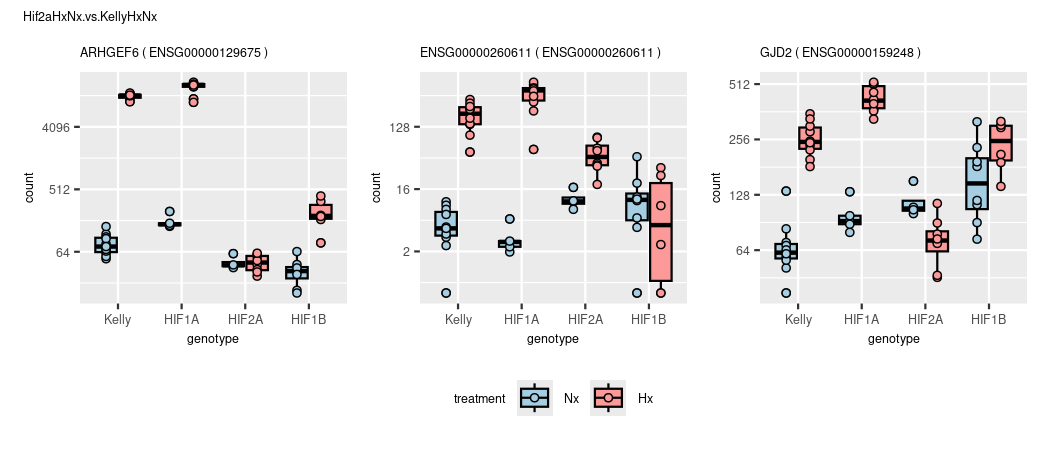 Hif2aHxNx.vs.KellyHxNx
ARHGEF6 ( ENSG00000129675 )
count
4096
512
64
Kelly HIF1A HIF2A HIF1B
genotype
ENSG00000260611 ( ENSG00000260611 )
count
128
16
2
Kelly HIF1A HIF2A HIF1B
genotype
GJD2 ( ENSG00000159248 )
count
512
256
128
64
Kelly HIF1A HIF2A HIF1B
genotype
treatment Nx Hx